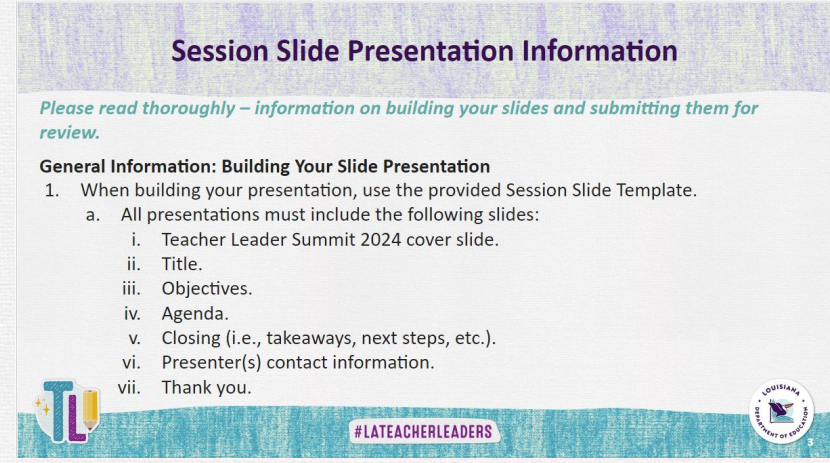 Session Slide Presentation Information
Please read thoroughly – information on building your slides and submitting them for
review.
General Information: Building Your Slide Presentation
1. When building your presentation, use the provided Session Slide Template.
a. All presentations must include the following slides:
i. Teacher Leader Summit 2024 cover slide.
ii. Title.
iii. Objectives.
iv. Agenda.
v. Closing (i.e., takeaways, next steps, etc.).
vi. Presenter(s) contact information.
vii. Thank you.
TL
#LATEACHERLEADERS
LOUISIANA
DEPARTMENT OF EDUCATION
3